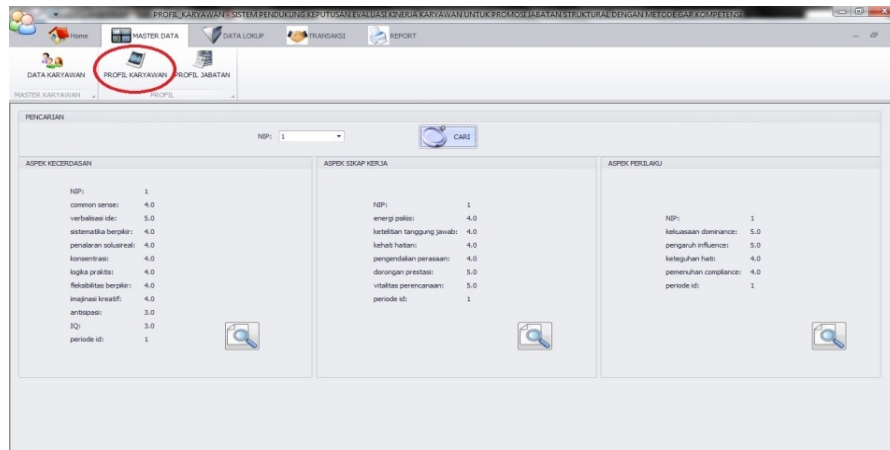 PROFIL_KARYAWAN - SISTEM PENDUKUNG KEPUTUSAN EVALUASI KINERJA KARYAWAN UNTUK PROMOSI JABATAN STRUKTURAL DENGAN METODE GAP KOMPETENSI
Home MASTER DATA DATA LOKUP TRANSAKSI REPORT
DATA KARYAWAN PROFIL KARYAWAN PROFIL JABATAN
MASTER KARYAWAN PROFIL
PENCARIAN
NIP: 1 CARI
ASPEK KECERDASAN
NIP: 1
common sense: 4.0
verbalisasi ide: 5.0
sistematika berpikir: 4.0
penalaran solusireal: 4.0
konsentrasi: 4.0
logika praktis: 4.0
fleksibilitas berpikir: 4.0
imajinasi kreatif: 4.0
antisipasi: 3.0
IQ: 3.0
periode id: 1
ASPEK SIKAP KERJA
NIP: 1
energi psikis: 4.0
ketelitian tanggung jawab: 4.0
kehati hatian: 4.0
pengendalian perasaan: 4.0
dorongan prestasi: 5.0
vitalitas perencanaan: 5.0
periode id: 1
ASPEK PERILAKU
NIP: 1
kekuasaan dominance: 5.0
pengaruh influence: 5.0
keteguhan hati: 4.0
pemenuhan compliance: 4.0
periode id: 1